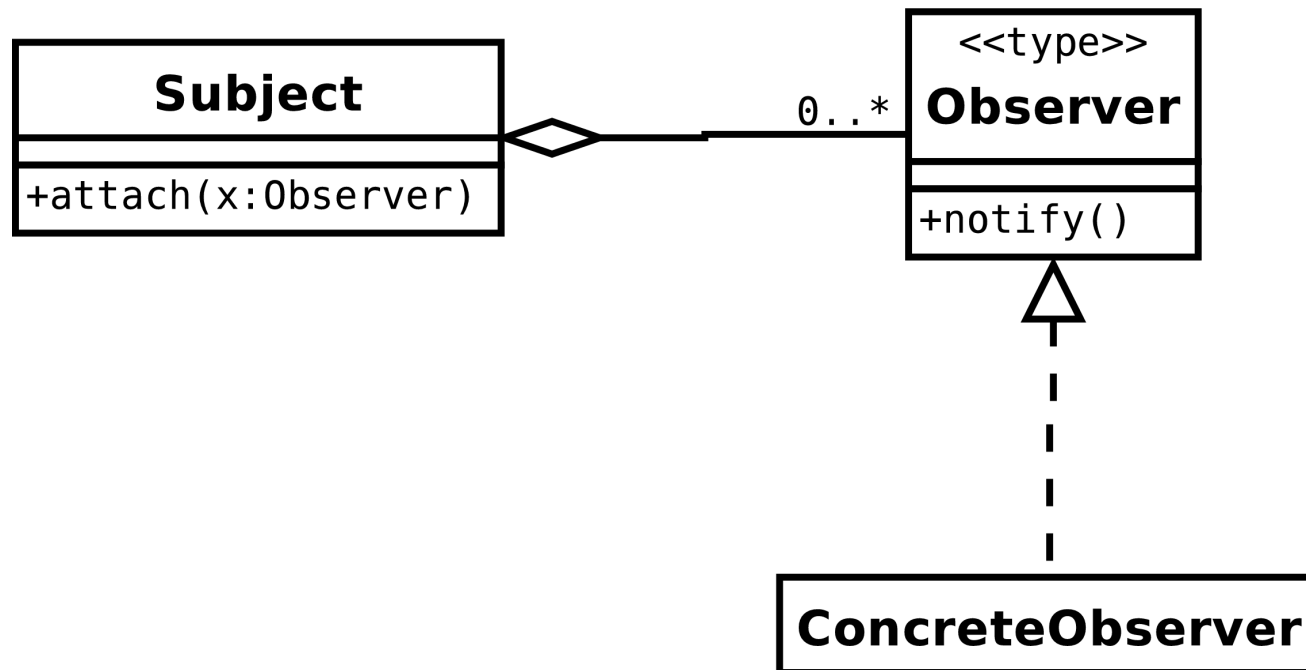 Subject
+attach(x:Observer)
0..*
<<type>>
Observer
+notify()
ConcreteObserver